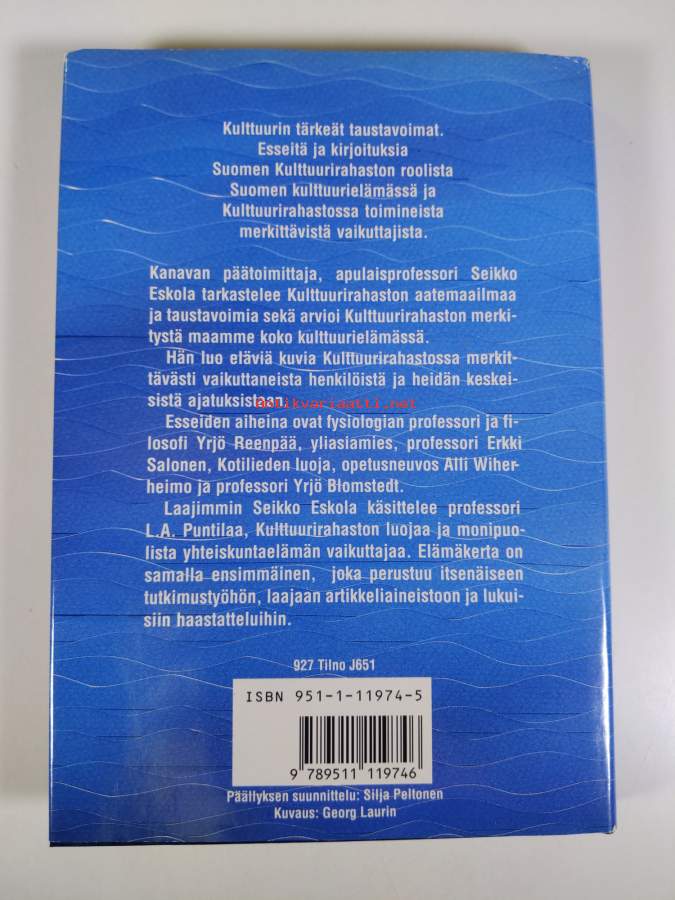 Kulttuurin tärkeät taustavoimat.
Esseitä ja kirjoituksia
Suomen Kulttuurirahaston roolista
Suomen kulttuurielämässä ja
Kulttuurirahastossa toimineista
merkittävistä vaikuttajista.
Kanavan päätoimittaja, apulaisprofessori Seikko
Eskola tarkastelee Kulttuurirahaston aatemaailmaa
ja taustavoimia sekä arvioi Kulttuurirahaston merki-
tystä maamme koko kulttuurielämässä.
Hän luo eläviä kuvia Kulttuurirahastossa merkit-
tävästi vaikuttaneista henkilöistä ja heidän keskei-
sistä ajatuksistaan.
antikvariaatti.net
Esseiden aiheina ovat fysiologian professori ja fi-
losofi Yrjö Reenpää, yliasiamies, professori Erkki
Salonen, Kotilieden luoja, opetusneuvos Alli Wiher-
heimo ja professori Yrjö Blomstedt.
Laajimmin Seikko Eskola käsittelee professori
L.A. Puntilaa, Kulttuurirahaston luojaa ja monipuo-
lista yhteiskuntaelämän vaikuttajaa. Elämäkerta on
samalla ensimmäinen, joka perustuu itsenäiseen
tutkimustyöhön, laajaan artikkeliaineistoon ja lukui-
siin haastatteluihin.
927 Tilno J651
ISBN 951-1-11974-5
9 789511 119746
Päällyksen suunnittelu: Silja Peltonen
Kuvaus: Georg Laurin